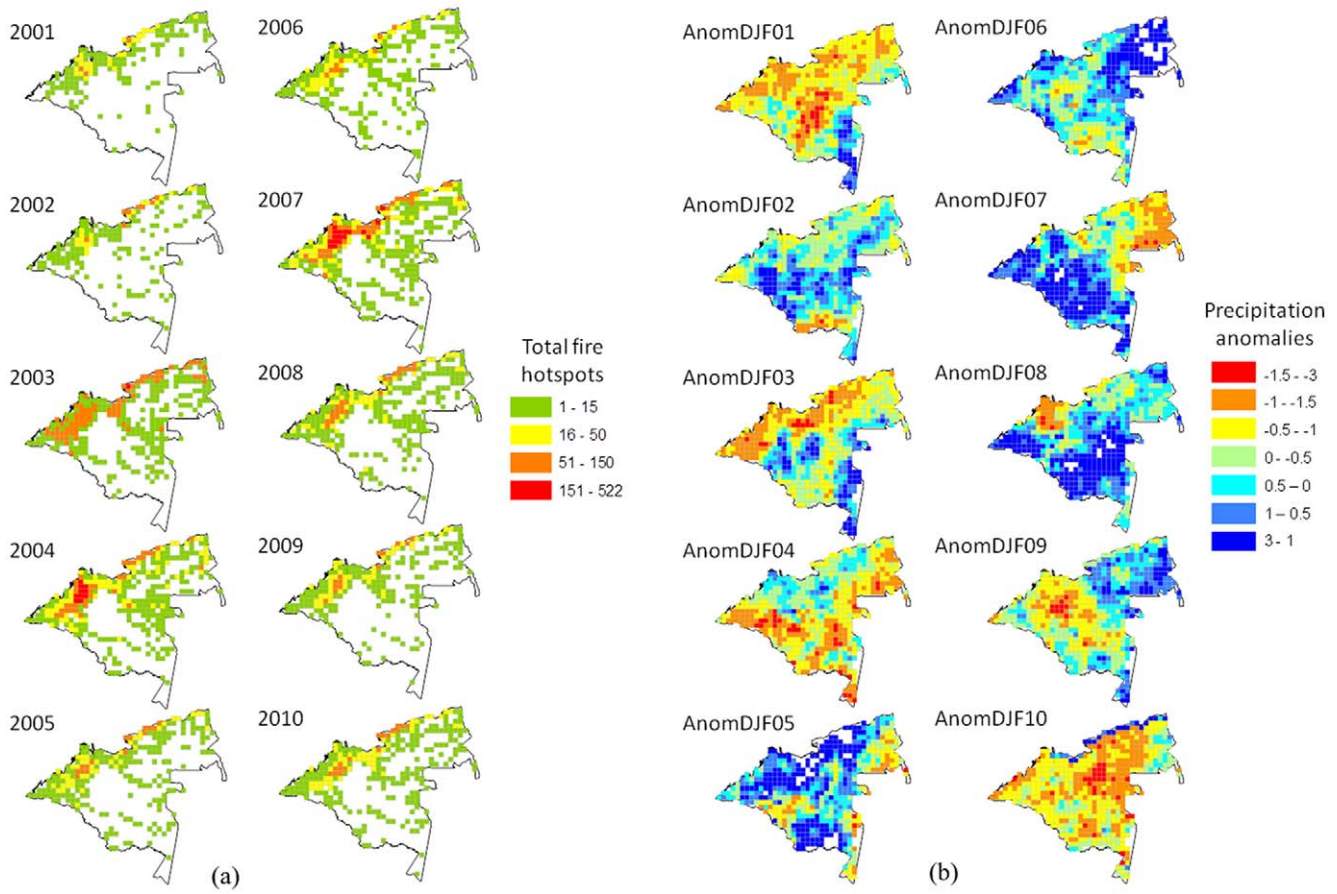 2001
2006
2002
2007
2003
2008
2004
2009
2005
2010
Total fire
hotspots
1 - 15
16 - 50
51 - 150
151 - 522
(a)
AnomDJF01
AnomDJF06
AnomDJF02
AnomDJF07
AnomDJF03
AnomDJF08
AnomDJF04
AnomDJF09
AnomDJF05
AnomDJF10
Precipitation
anomalies
-1.5 - -3
-1 - -1.5
-0.5 - -1
0 - -0.5
0.5 – 0
1 – 0.5
3 - 1
(b)